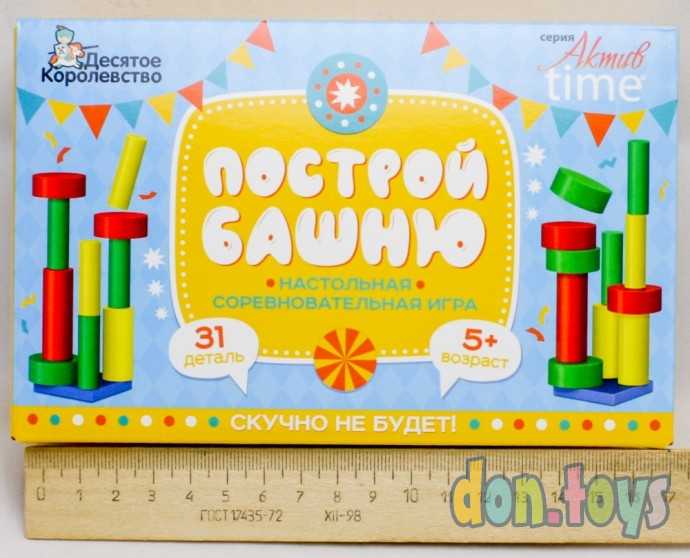 Десятое
Королевство
серия
Актив
time
ПОСТРОЙ
БАШНЮ
НАСТОЛЬНАЯ
СОРЕВНОВАТЕЛЬНАЯ ИГРА
31
деталь
5+
возраст
СКУЧНО НЕ БУДЕТ!
0 1 2 3 4 5 6 7 8 9 10 11 12 13 14 15 16 17
ГОСТ 17435-72 XII-98
don.toys